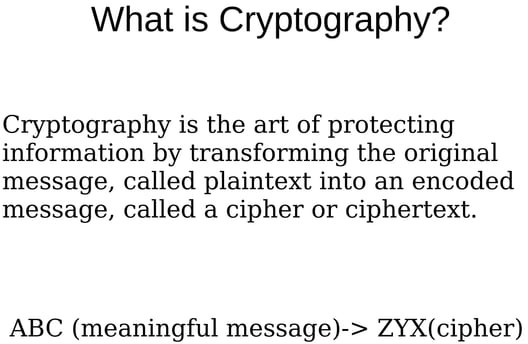 What is Cryptography?
Cryptography is the art of protecting
information by transforming the original
message, called plaintext into an encoded
message, called a cipher or ciphertext.
ABC (meaningful message)-> ZYX(cipher)